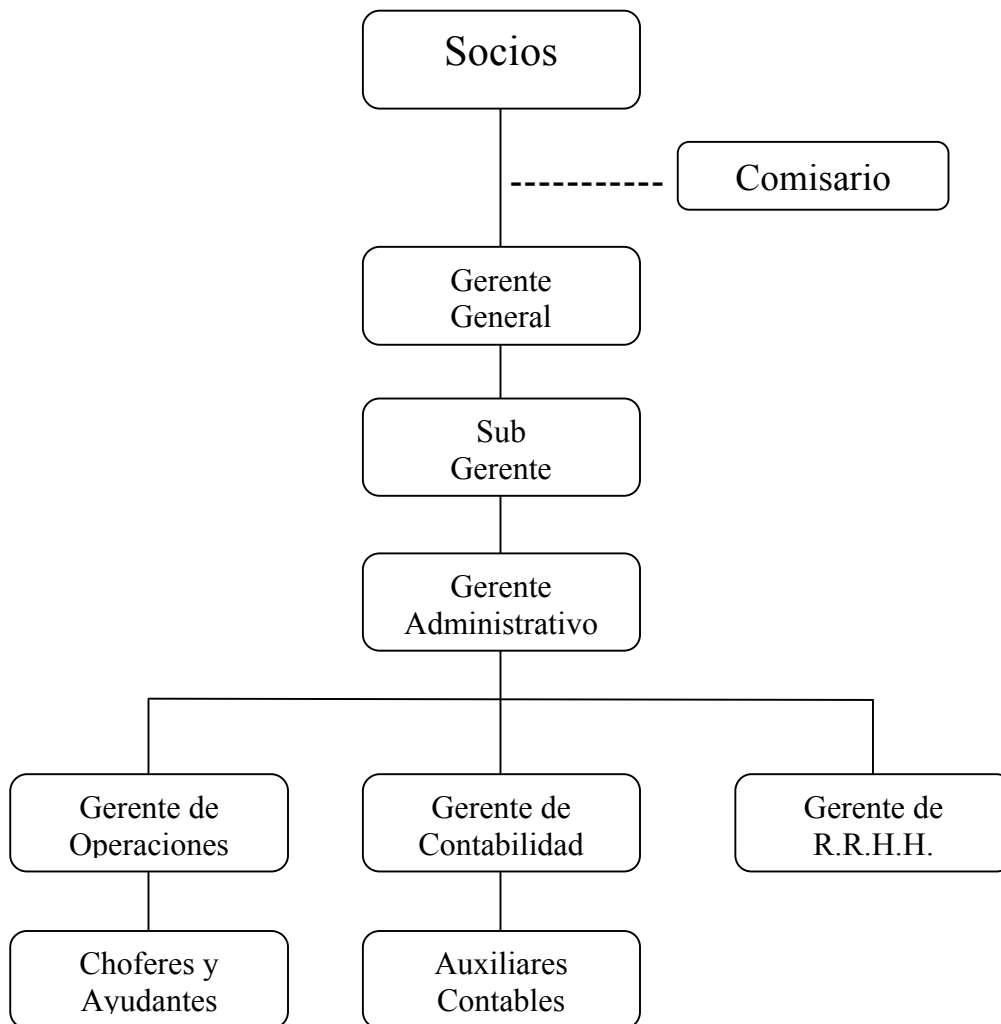 Socios
Comisario
Gerente
General
Sub
Gerente
Gerente
Administrativo
Gerente de
Operaciones
Gerente de
Contabilidad
Gerente de
R.R.H.H.
Choferes y
Ayudantes
Auxiliares
Contables